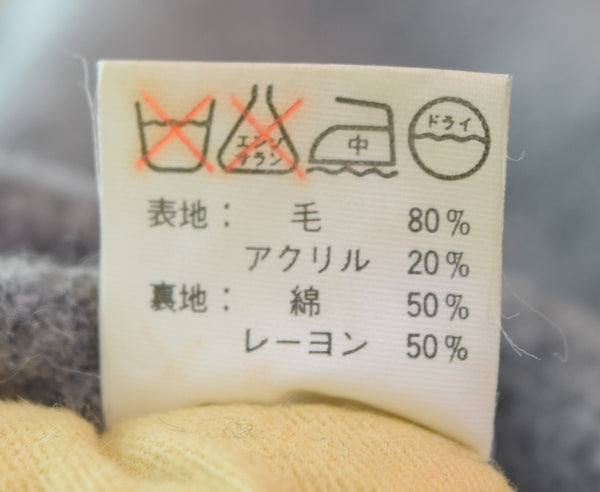 エンソ サラシ 中 ドライ
表地： 毛 80%
アクリル 20%
裏地： 綿 50%
レーヨン 50%